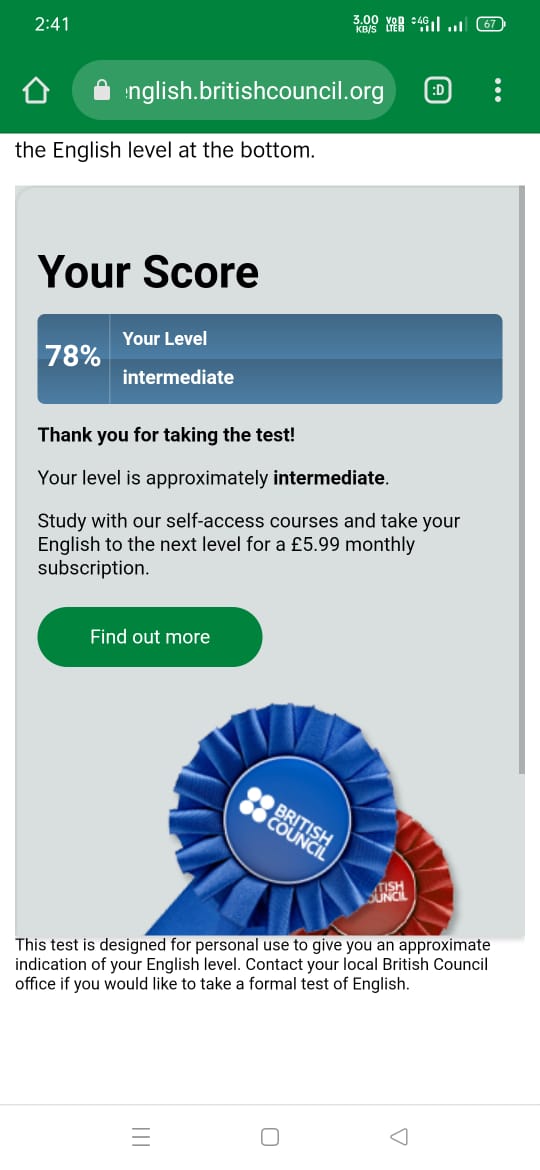 2:41
3.00 KB/S VoD LTE 4G 67
:nglish.britishcouncil.org
:D
the English level at the bottom.
Your Score
78%
Your Level
intermediate
Thank you for taking the test!
Your level is approximately intermediate.
Study with our self-access courses and take your
English to the next level for a £5.99 monthly
subscription.
Find out more
BRITISH
COUNCIL
TISH
UNCIL
This test is designed for personal use to give you an approximate
indication of your English level. Contact your local British Council
office if you would like to take a formal test of English.